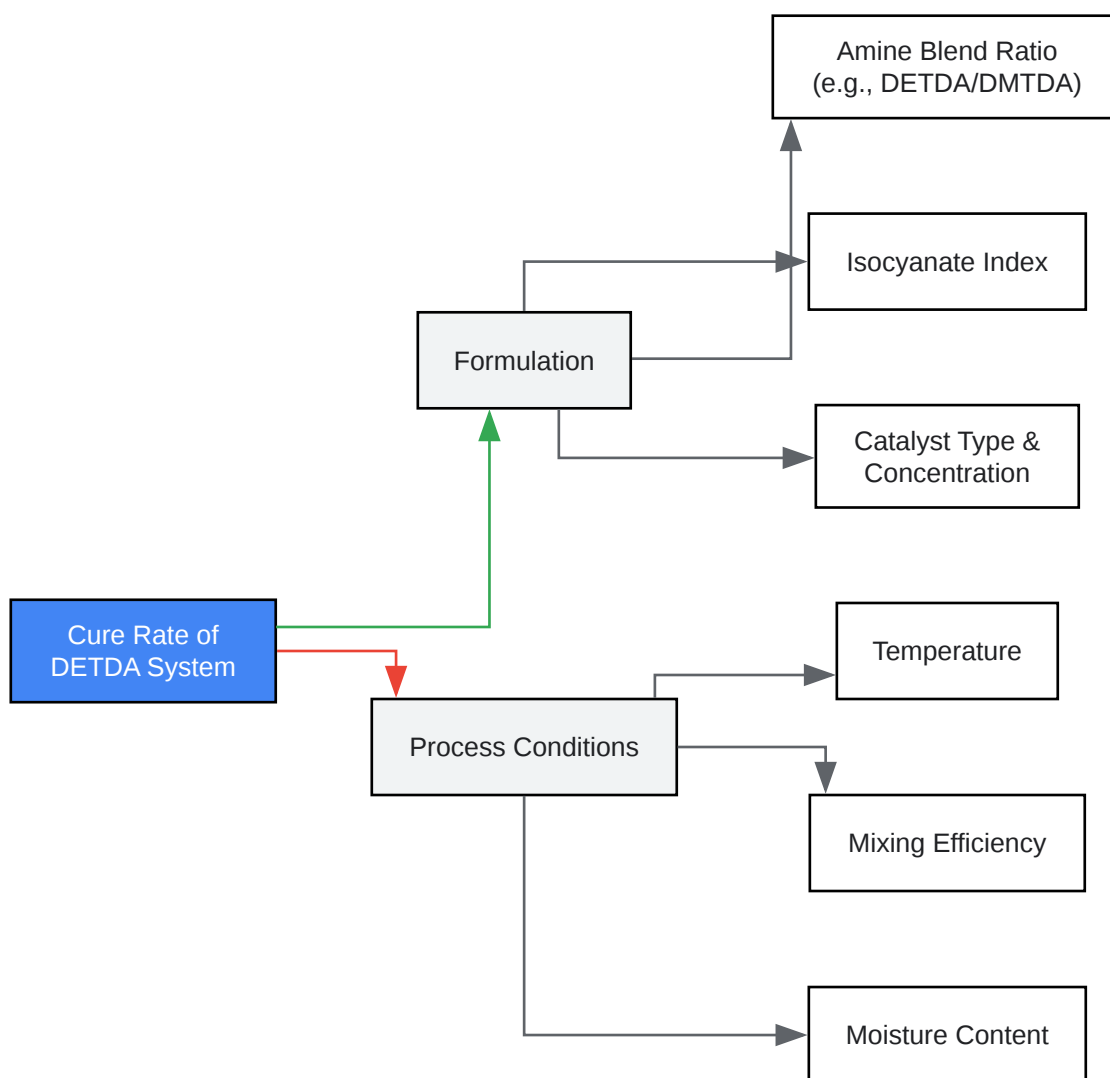 Amine Blend Ratio
(e.g., DETDA/DMTDA)
Isocyanate Index
Formulation
Catalyst Type &
Concentration
Cure Rate of
DETDA System
Temperature
Process Conditions
Mixing Efficiency
Moisture Content